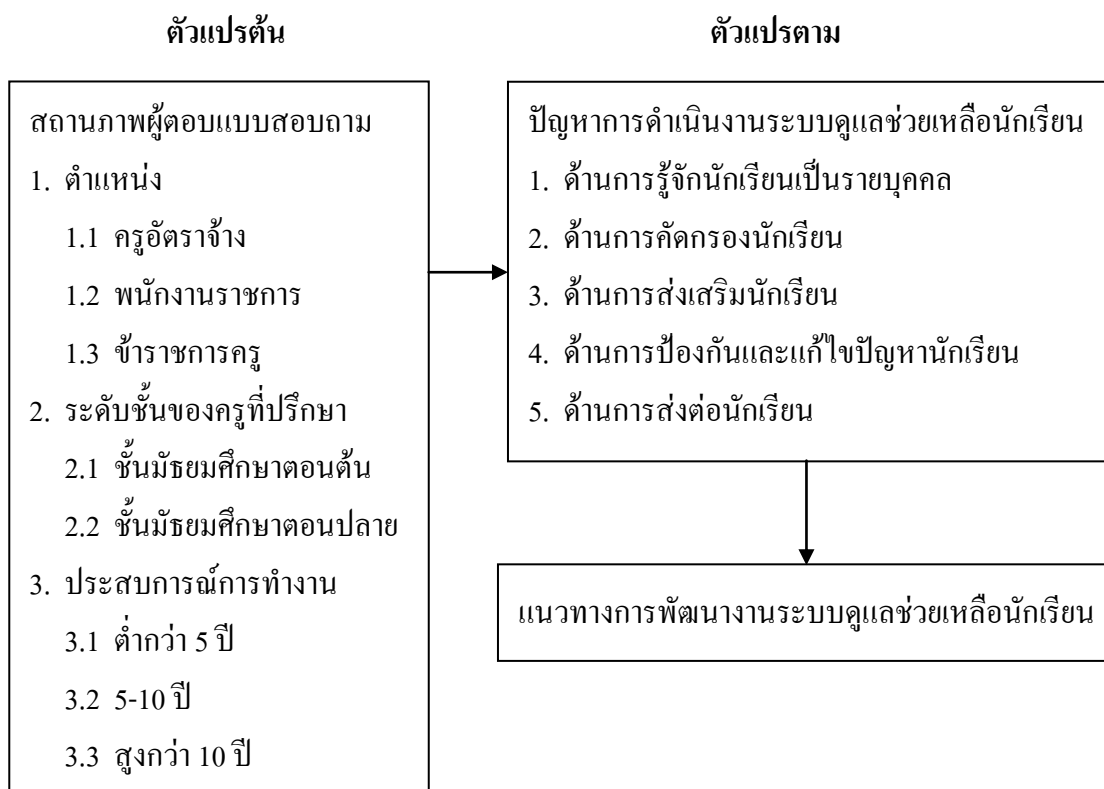 ตัวแปรต้น
สถานภาพผู้ตอบแบบสอบถาม
1. ตำแหน่ง
1.1 ครูอัตราจ้าง
1.2 พนักงานราชการ
1.3 ข้าราชการครู
2. ระดับชั้นของครูที่ปรึกษา
2.1 ชั้นมัธยมศึกษาตอนต้น
2.2 ชั้นมัธยมศึกษาตอนปลาย
3. ประสบการณ์การทำงาน
3.1 ต่ำกว่า 5 ปี
3.2 5-10 ปี
3.3 สูงกว่า 10 ปี
ตัวแปรตาม
ปัญหาการดำเนินงานระบบดูแลช่วยเหลือนักเรียน
1. ด้านการรู้จักนักเรียนเป็นรายบุคคล
2. ด้านการคัดกรองนักเรียน
3. ด้านการส่งเสริมนักเรียน
4. ด้านการป้องกันและแก้ไขปัญหานักเรียน
5. ด้านการส่งต่อนักเรียน
แนวทางการพัฒนางานระบบดูแลช่วยเหลือนักเรียน